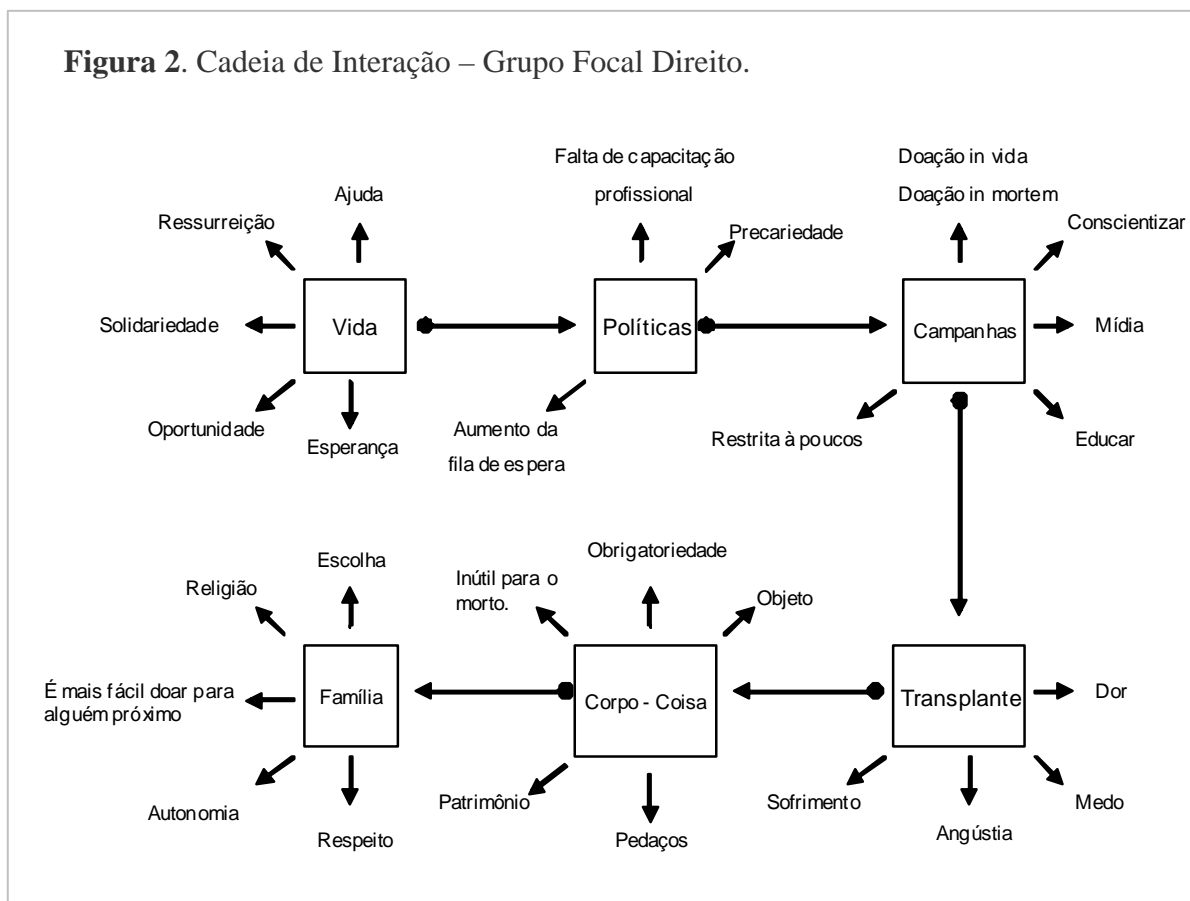 Figura 2. Cadeia de Interação – Grupo Focal Direito.
Falta de capacitação
profissional
Doação in vida
Doação in mortem
Ajuda
Ressurreição
Precariedade
Conscientizar
Solidariedade
Vida
Políticas
Campanhas
Mídia
Oportunidade
Esperança
Aumento da
fila de espera
Restrita à poucos
Educar
Escolha
Religião
Inútil para o
morto.
Obrigatoriedade
Objeto
É mais fácil doar para
alguém próximo
Família
Corpo - Coisa
Transplante
Dor
Autonomia
Respeito
Patrimônio
Pedaços
Sofrimento
Angústia
Medo